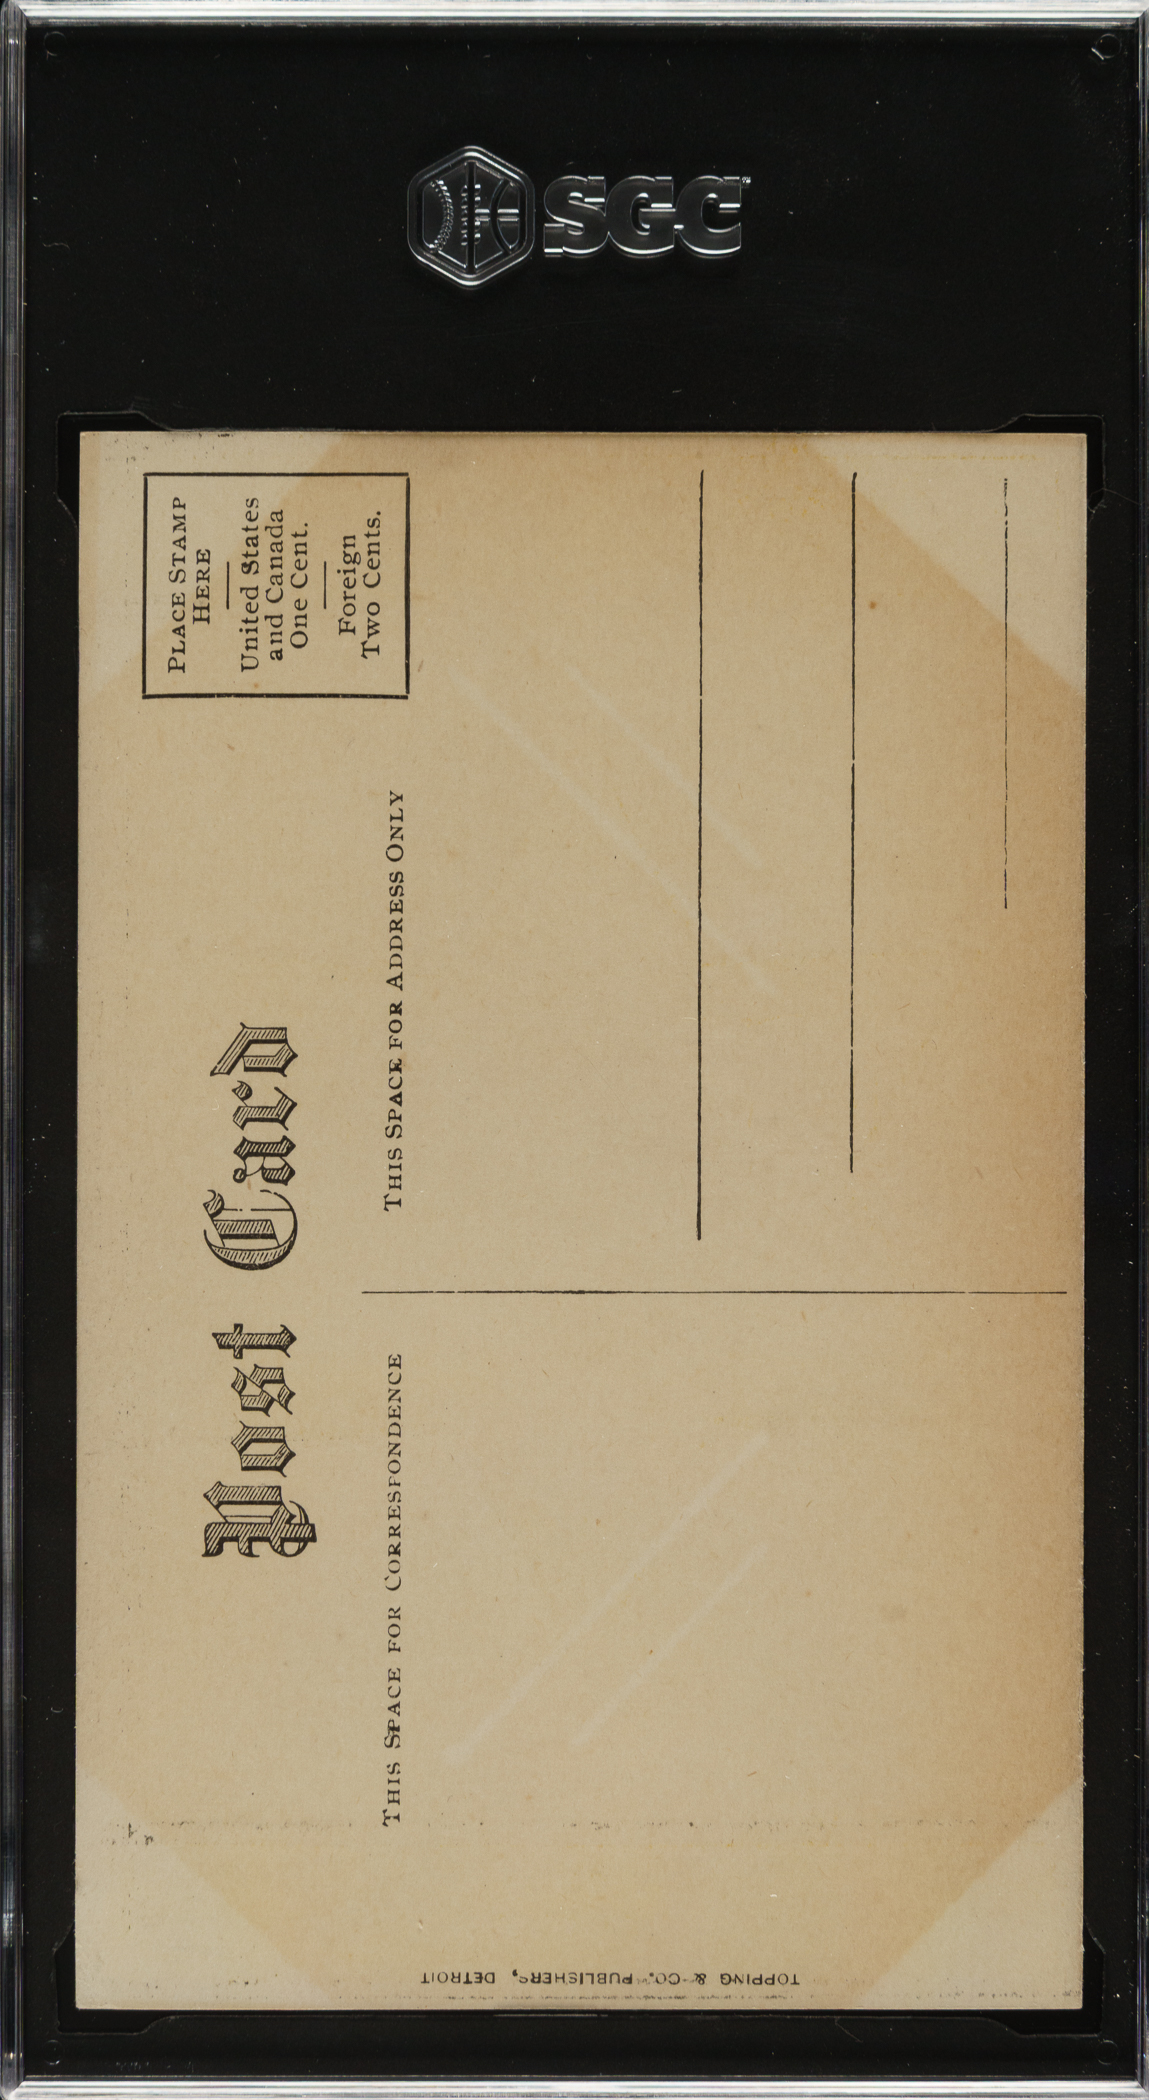 SGC
PLACE STAMP
HERE
United States
and Canada
One Cent.
Foreign
Two Cents.
Post Card
THIS SPACE FOR ADDRESS ONLY
THIS SPACE FOR CORRESPONDENCE
TOPPING & CO. PUBLISHERS, DETROIT